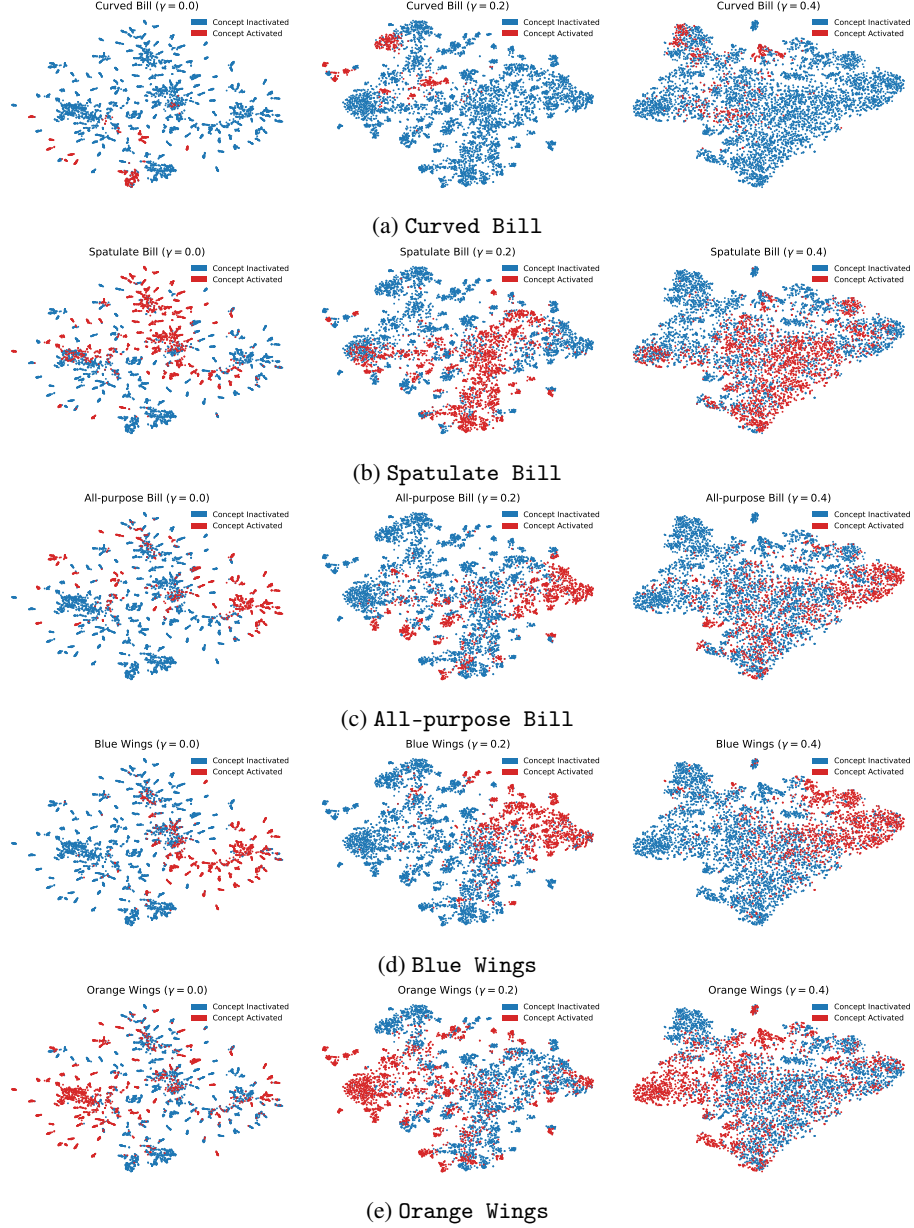 Curved Bill (γ = 0.0) Curved Bill (γ = 0.2) Curved Bill (γ = 0.4)
Concept Inactivated Concept Inactivated Concept Inactivated
Concept Activated Concept Activated Concept Activated
(a) Curved Bill
Spatulate Bill (γ = 0.0) Spatulate Bill (γ = 0.2) Spatulate Bill (γ = 0.4)
Concept Inactivated Concept Inactivated Concept Inactivated
Concept Activated Concept Activated Concept Activated
(b) Spatulate Bill
All-purpose Bill (γ = 0.0) All-purpose Bill (γ = 0.2) All-purpose Bill (γ = 0.4)
Concept Inactivated Concept Inactivated Concept Inactivated
Concept Activated Concept Activated Concept Activated
(c) All-purpose Bill
Blue Wings (γ = 0.0) Blue Wings (γ = 0.2) Blue Wings (γ = 0.4)
Concept Inactivated Concept Inactivated Concept Inactivated
Concept Activated Concept Activated Concept Activated
(d) Blue Wings
Orange Wings (γ = 0.0) Orange Wings (γ = 0.2) Orange Wings (γ = 0.4)
Concept Inactivated Concept Inactivated Concept Inactivated
Concept Activated Concept Activated Concept Activated
(e) Orange Wings